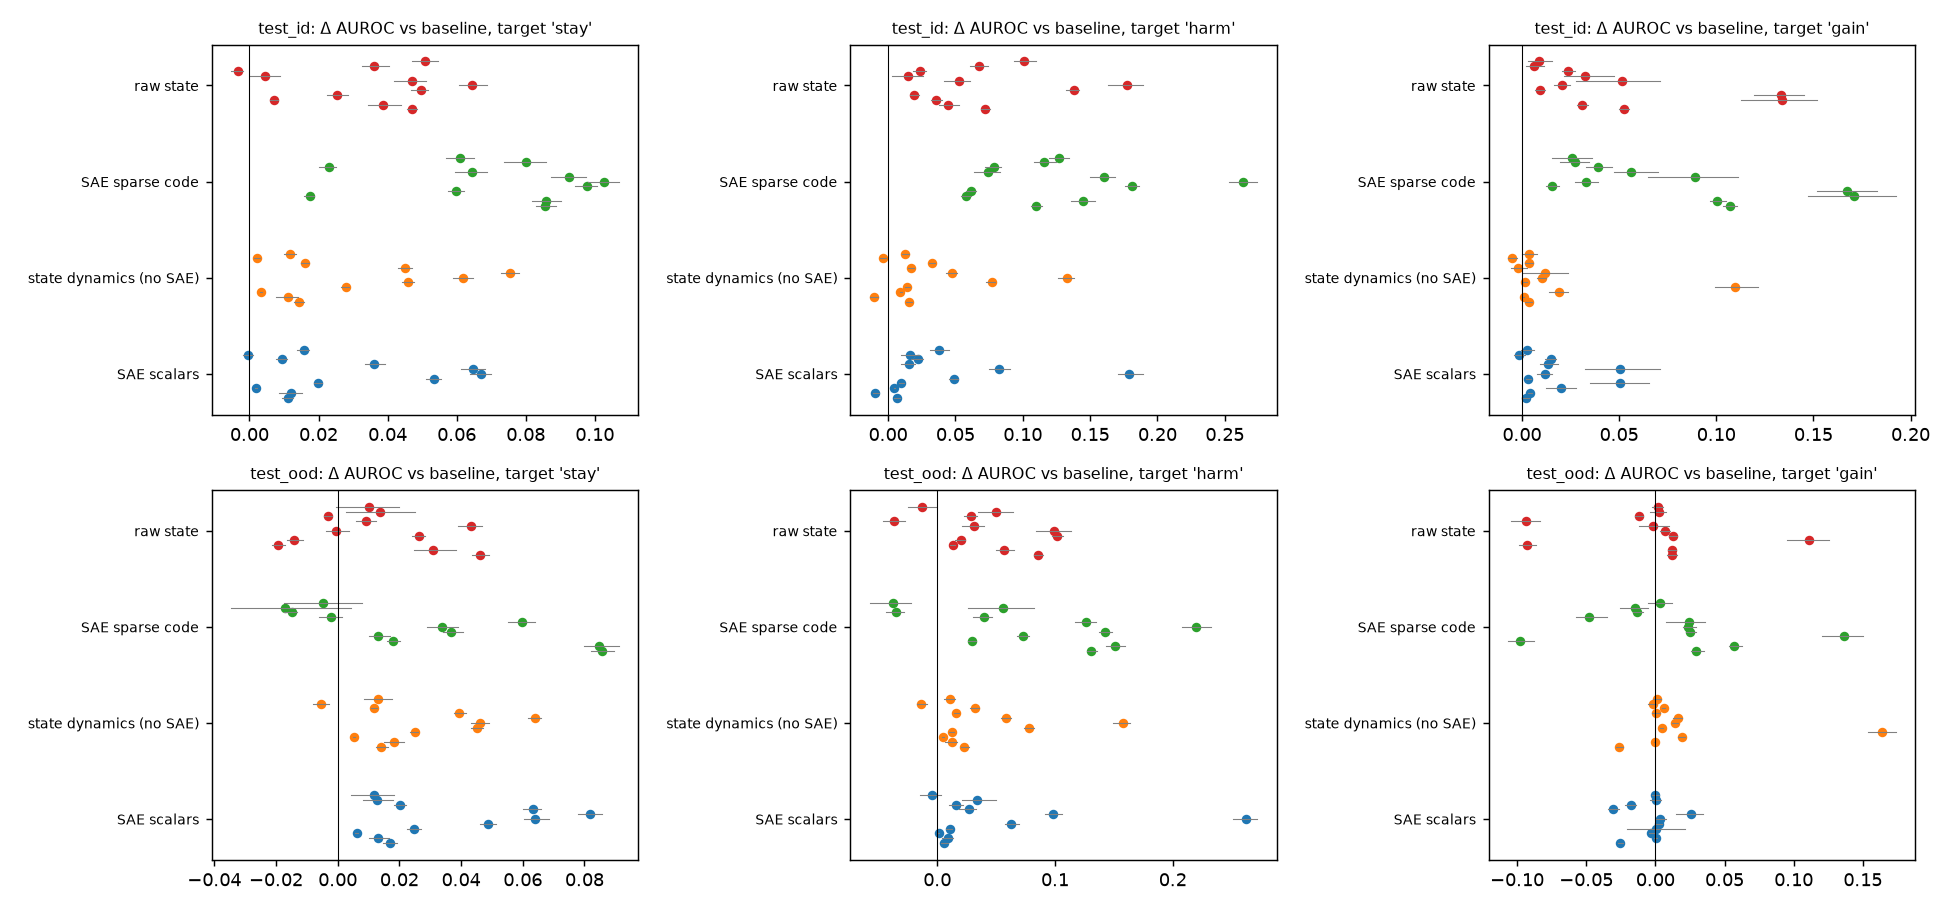 test_id: Δ AUROC vs baseline, target 'stay'
raw state
SAE sparse code
state dynamics (no SAE)
SAE scalars
0.00 0.02 0.04 0.06 0.08 0.10
test_id: Δ AUROC vs baseline, target 'harm'
raw state
SAE sparse code
state dynamics (no SAE)
SAE scalars
0.00 0.05 0.10 0.15 0.20 0.25
test_id: Δ AUROC vs baseline, target 'gain'
raw state
SAE sparse code
state dynamics (no SAE)
SAE scalars
0.00 0.05 0.10 0.15 0.20
test_ood: Δ AUROC vs baseline, target 'stay'
raw state
SAE sparse code
state dynamics (no SAE)
SAE scalars
−0.04 −0.02 0.00 0.02 0.04 0.06 0.08
test_ood: Δ AUROC vs baseline, target 'harm'
raw state
SAE sparse code
state dynamics (no SAE)
SAE scalars
0.0 0.1 0.2
test_ood: Δ AUROC vs baseline, target 'gain'
raw state
SAE sparse code
state dynamics (no SAE)
SAE scalars
−0.10 −0.05 0.00 0.05 0.10 0.15